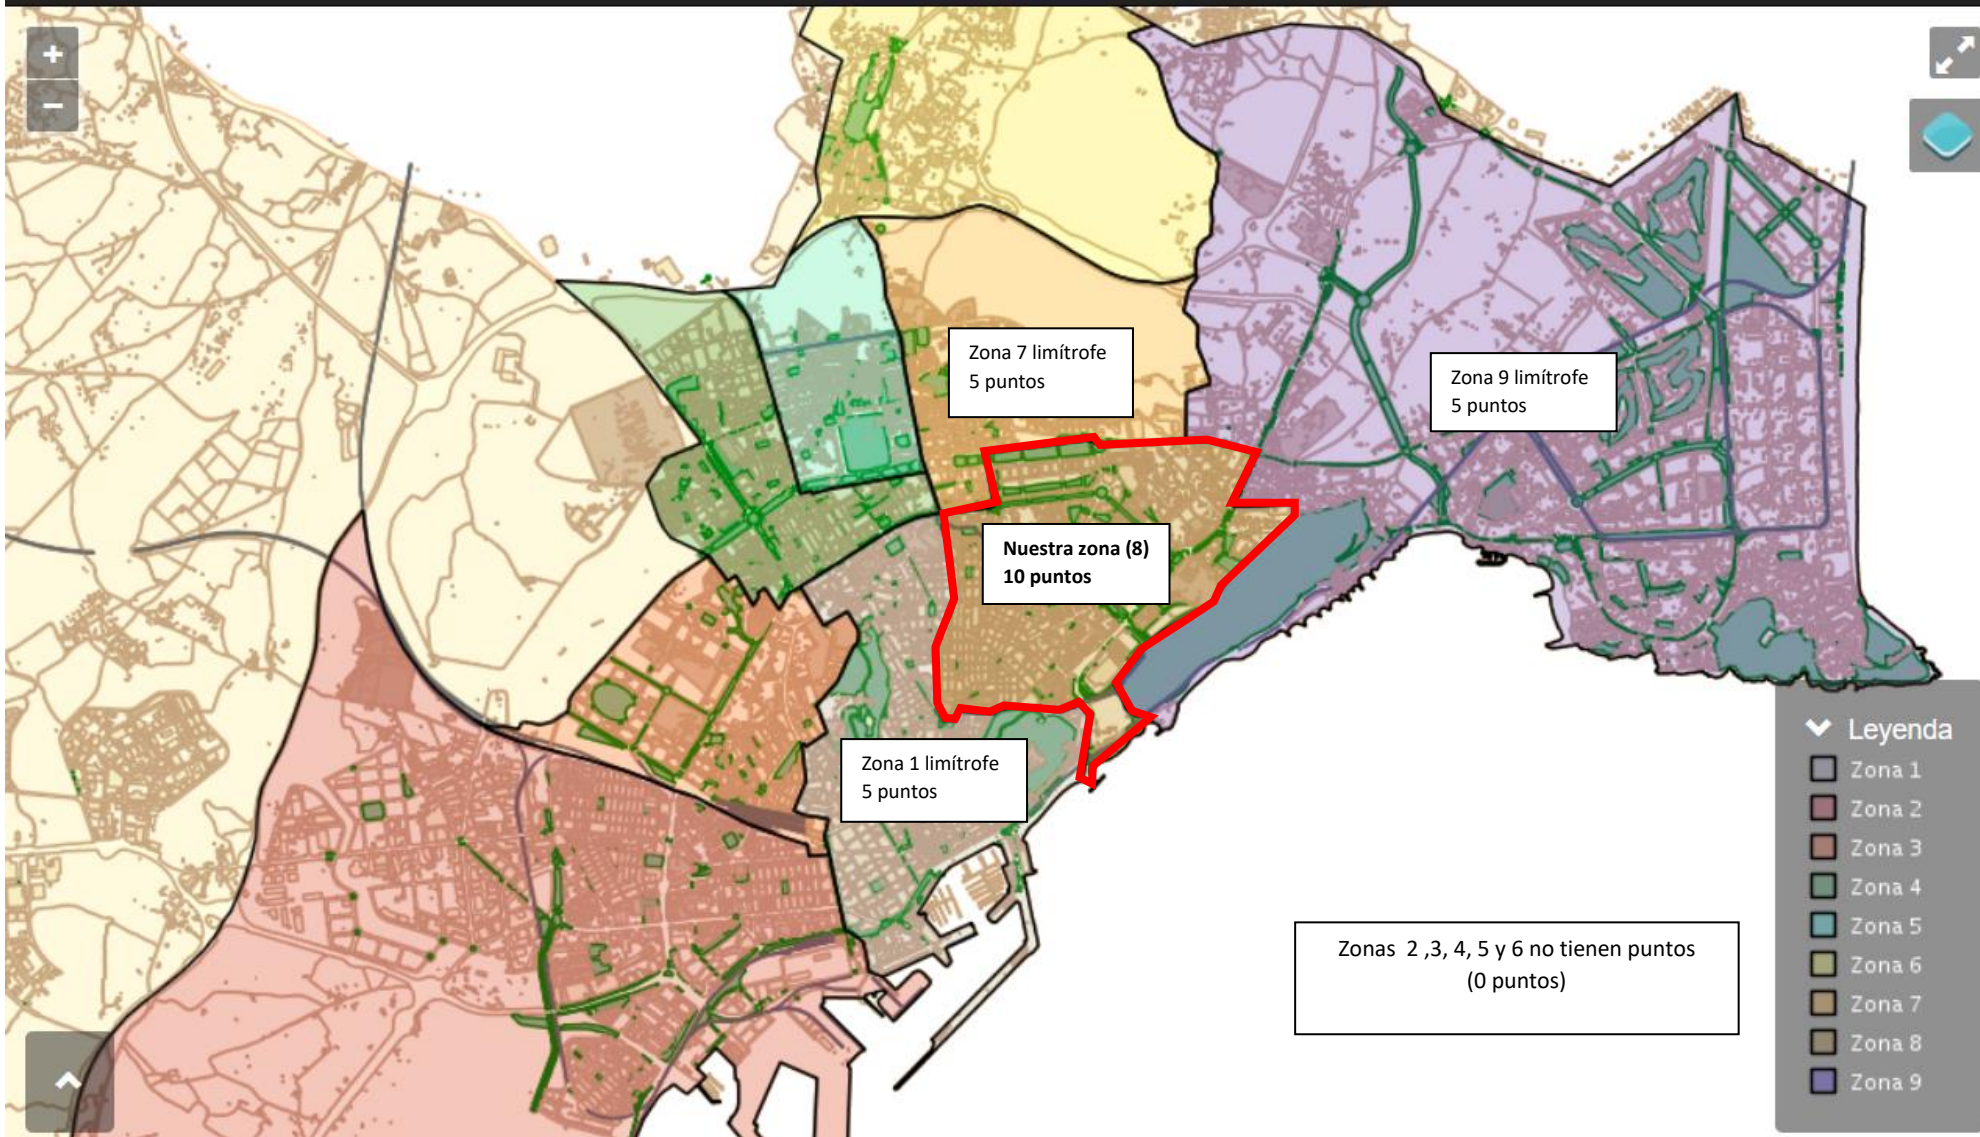 +
−
Zona 7 limítrofe
5 puntos
Zona 9 limítrofe
5 puntos
Nuestra zona (8)
10 puntos
Zona 1 limítrofe
5 puntos
Zonas  2 ,3, 4, 5 y 6 no tienen puntos
(0 puntos)
Leyenda
Zona 1
Zona 2
Zona 3
Zona 4
Zona 5
Zona 6
Zona 7
Zona 8
Zona 9